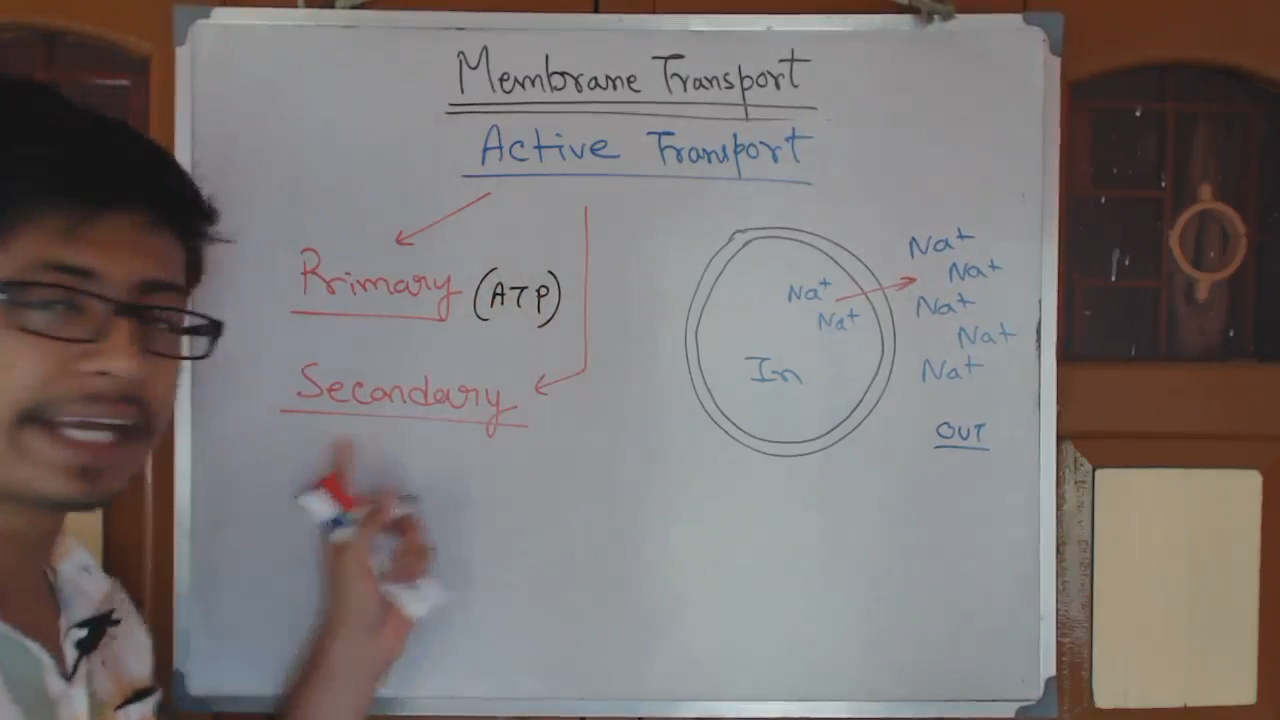 Membrane Transport
Active Transport
Primary (ATP)
Secondary
Na+
Na+
In
Na+
Na+
Na+
Na+
Na+
OUT